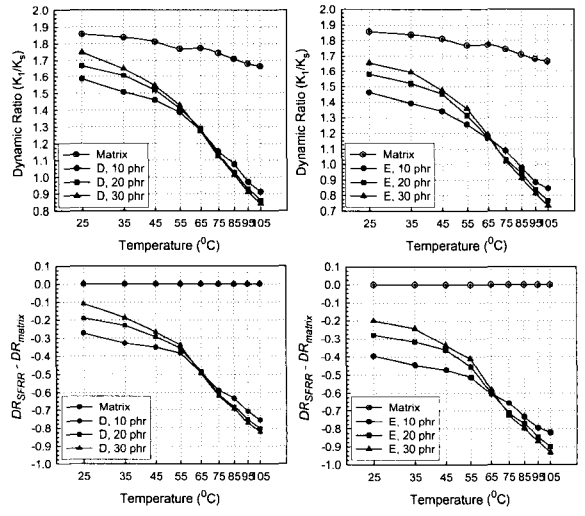 Dynamic Ratio (K1/Ks)
2.0
1.9
1.8
1.7
1.6
1.5
1.4
1.3
1.2
1.1
1.0
0.9
0.8
Matrix
D, 10 phr
D, 20 phr
D, 30 phr
25 35 45 55 65 75 85 95 105
Temperature (⁰C)
Dynamic Ratio (K1/Ks)
2.0
1.9
1.8
1.7
1.6
1.5
1.4
1.3
1.2
1.1
1.0
0.9
0.8
0.7
Matrix
E, 10 phr
E, 20 phr
E, 30 phr
25 35 45 55 65 75 85 95 105
Temperature (⁰C)
DRSFRR - DRmatrix
0.1
0.0
-0.1
-0.2
-0.3
-0.4
-0.5
-0.6
-0.7
-0.8
-0.9
-1.0
Matrix
D, 10 phr
D, 20 phr
D, 30 phr
25 35 45 55 65 75 85 95 105
Temperature (⁰C)
DRSFRR - DRmatrix
0.1
0.0
-0.1
-0.2
-0.3
-0.4
-0.5
-0.6
-0.7
-0.8
-0.9
-1.0
Matrix
E, 10 phr
E, 20 phr
E, 30 phr
25 35 45 55 65 75 85 95 105
Temperature (⁰C)